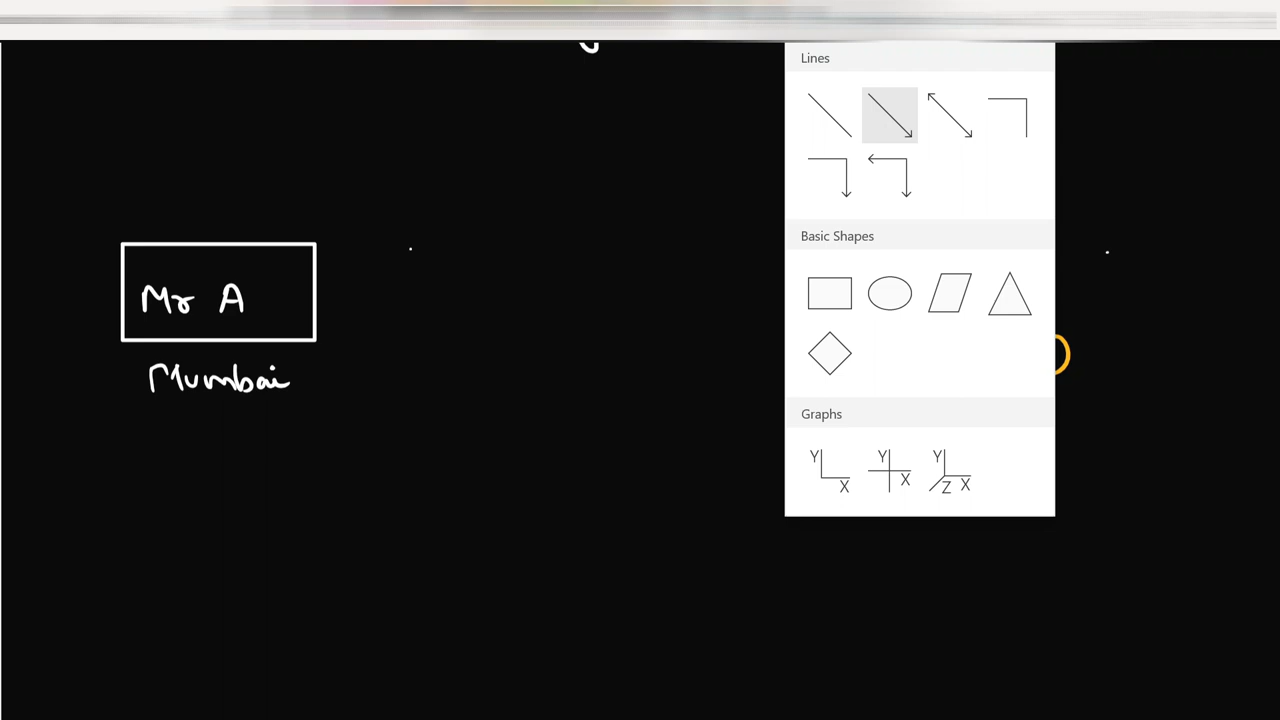 Lines
Basic Shapes
Mr A
Mumbai
Graphs
Y X
Y X
Y Z X